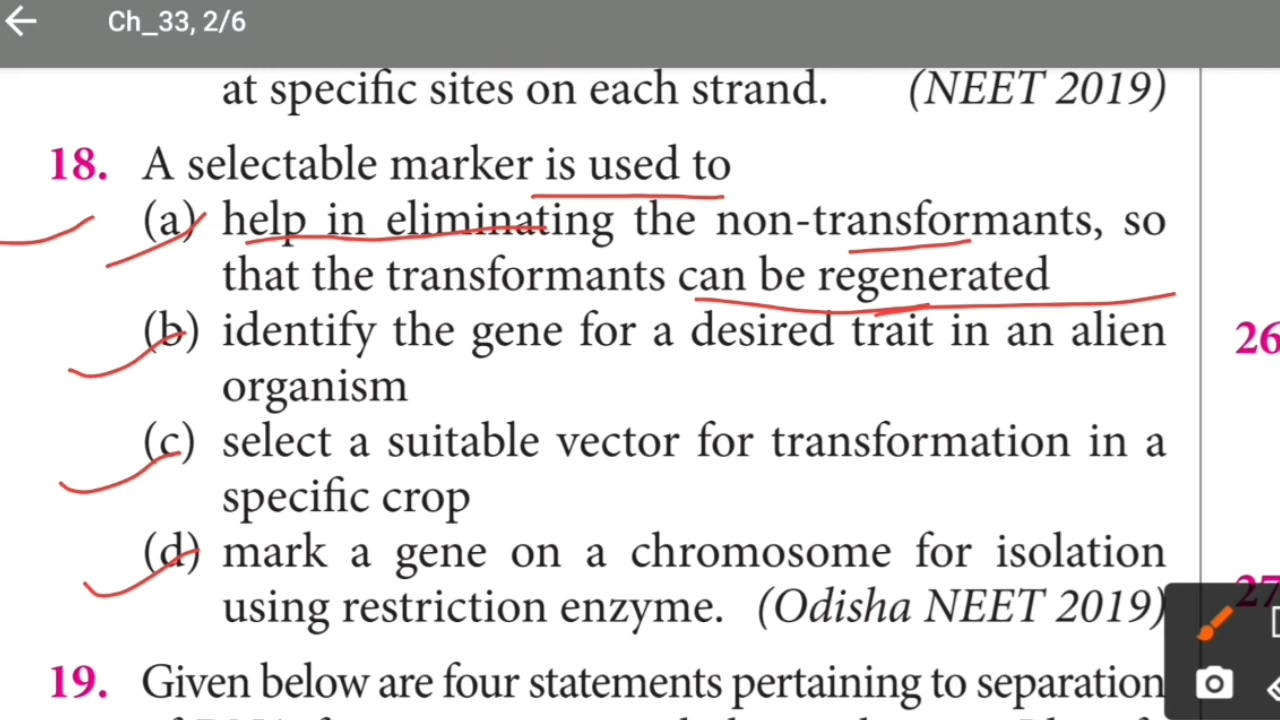 Ch_33, 2/6
at specific sites on each strand. (NEET 2019)
18. A selectable marker is used to
(a) help in eliminating the non-transformants, so
that the transformants can be regenerated
(b) identify the gene for a desired trait in an alien
organism
(c) select a suitable vector for transformation in a
specific crop
(d) mark a gene on a chromosome for isolation
using restriction enzyme. (Odisha NEET 2019)
19. Given below are four statements pertaining to separation
26
27